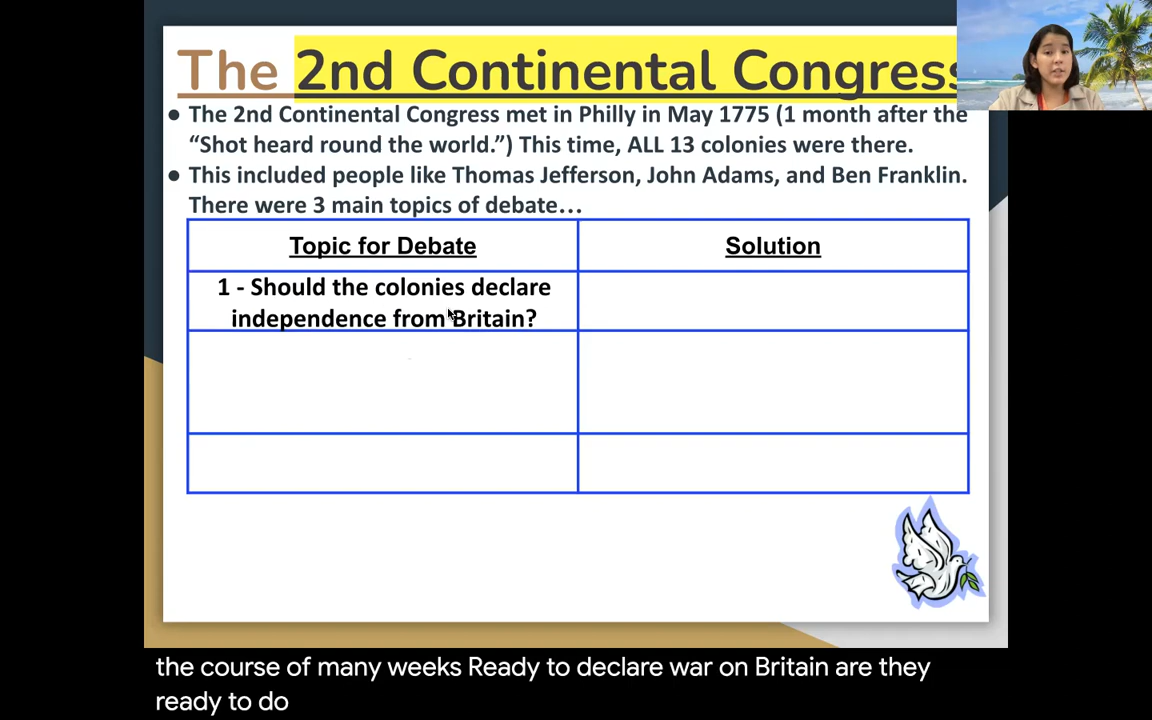 The 2nd Continental Congress
● The 2nd Continental Congress met in Philly in May 1775 (1 month after the
“Shot heard round the world.”) This time, ALL 13 colonies were there.
● This included people like Thomas Jefferson, John Adams, and Ben Franklin.
There were 3 main topics of debate…
Topic for Debate
Solution
1 - Should the colonies declare
independence from Britain?
the course of many weeks Ready to declare war on Britain are they
ready to do